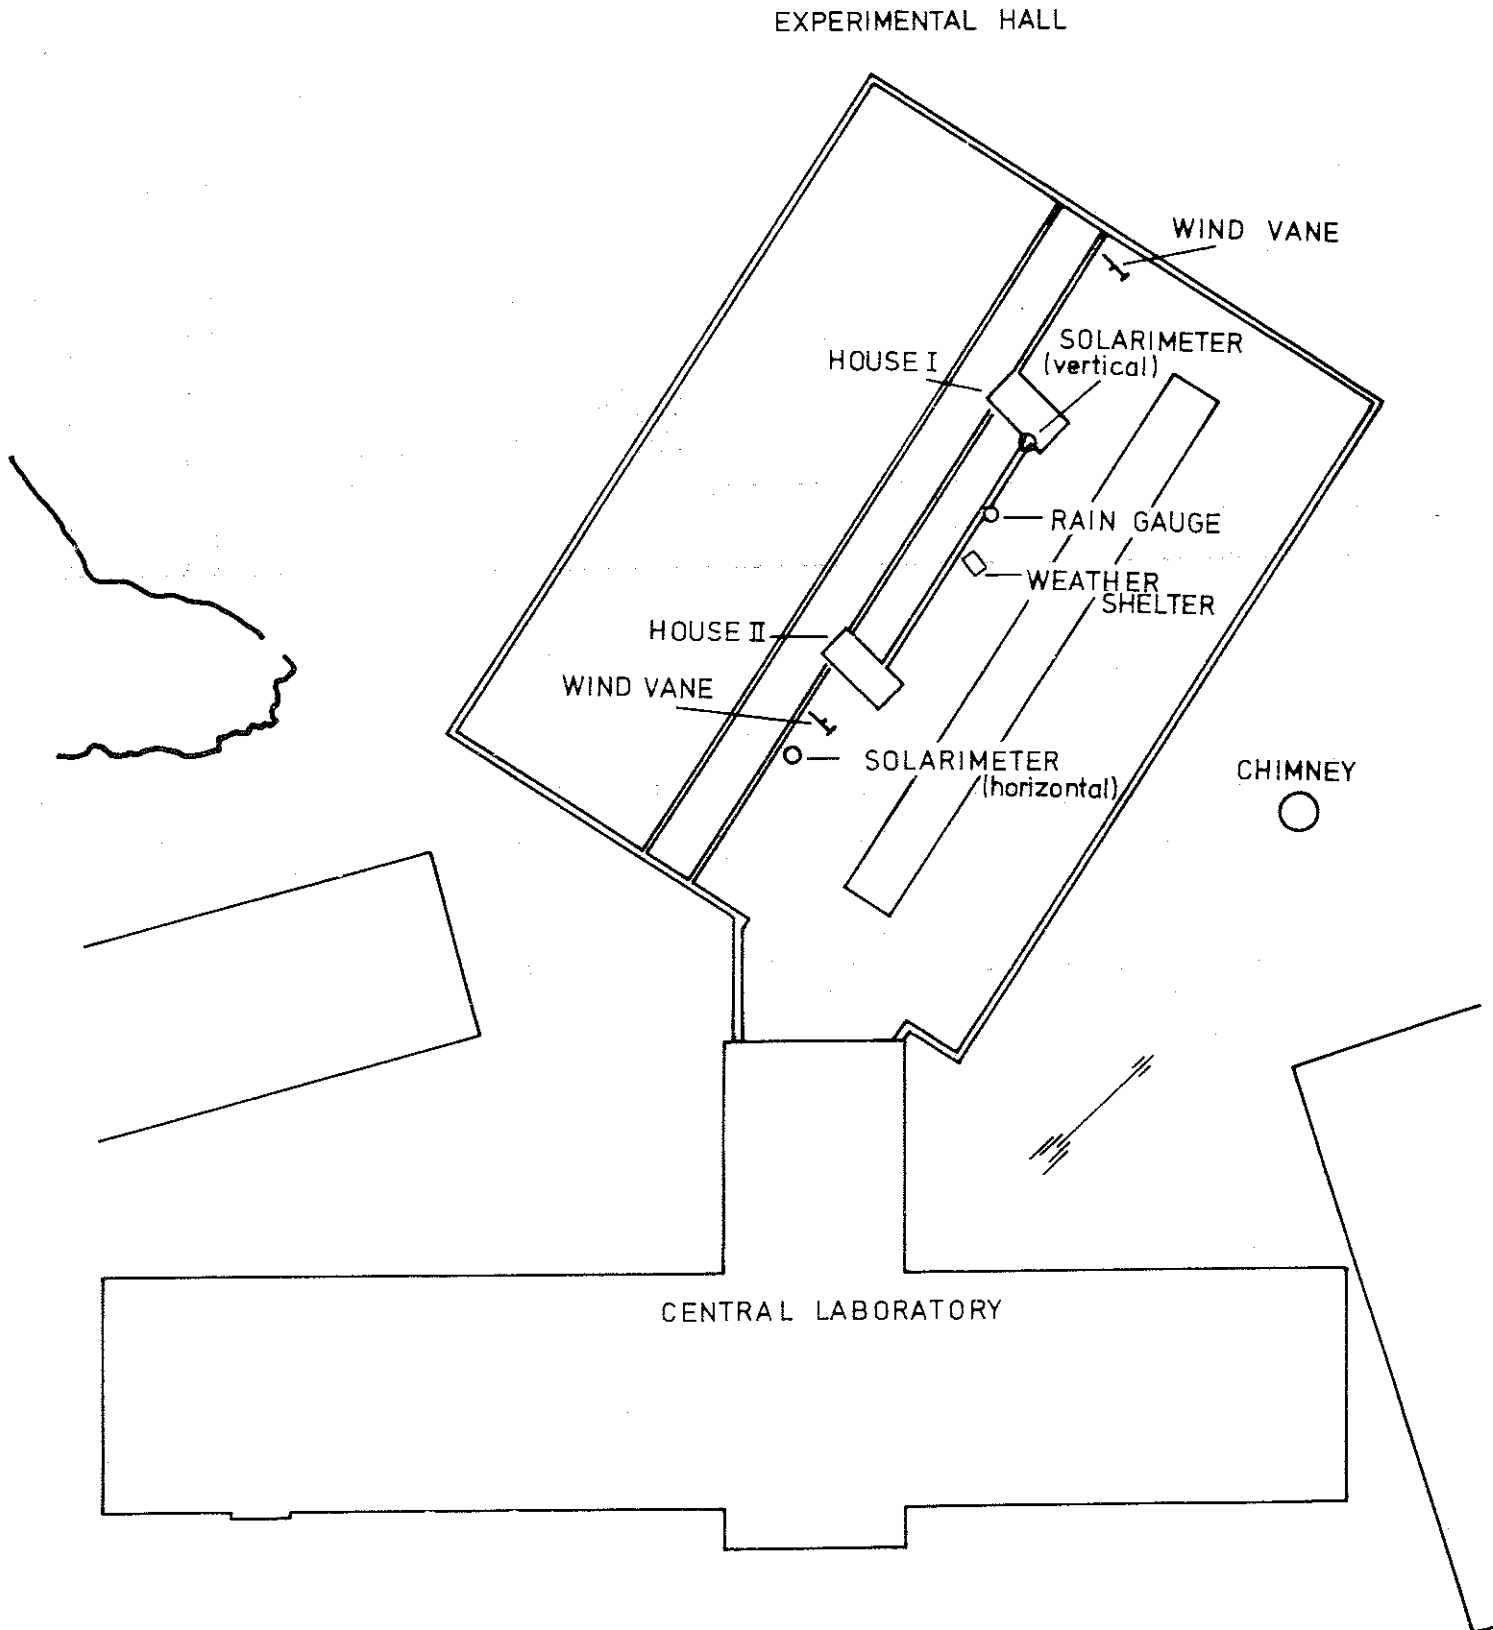 EXPERIMENTAL HALL
WIND VANE
SOLARIMETER
(vertical)
HOUSE I
RAIN GAUGE
WEATHER
SHELTER
HOUSE II
WIND VANE
SOLARIMETER
(horizontal)
CHIMNEY
CENTRAL LABORATORY